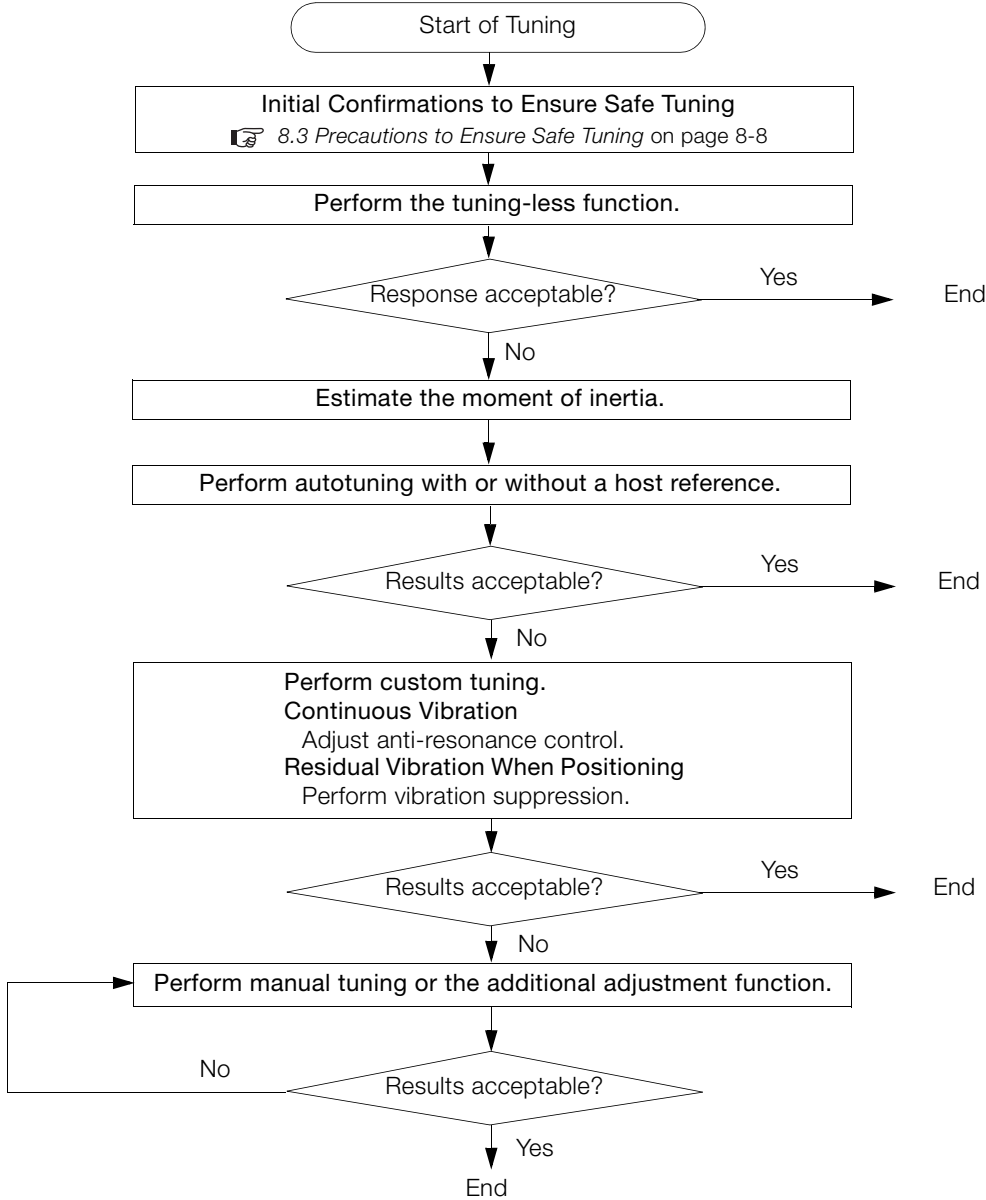 Start of Tuning
Initial Confirmations to Ensure Safe Tuning
8.3 Precautions to Ensure Safe Tuning on page 8-8
Perform the tuning-less function.
Response acceptable?
Yes
End
No
Estimate the moment of inertia.
Perform autotuning with or without a host reference.
Results acceptable?
Yes
End
No
Perform custom tuning.
Continuous Vibration
Adjust anti-resonance control.
Residual Vibration When Positioning
Perform vibration suppression.
Results acceptable?
Yes
End
No
Perform manual tuning or the additional adjustment function.
No
Results acceptable?
Yes
End